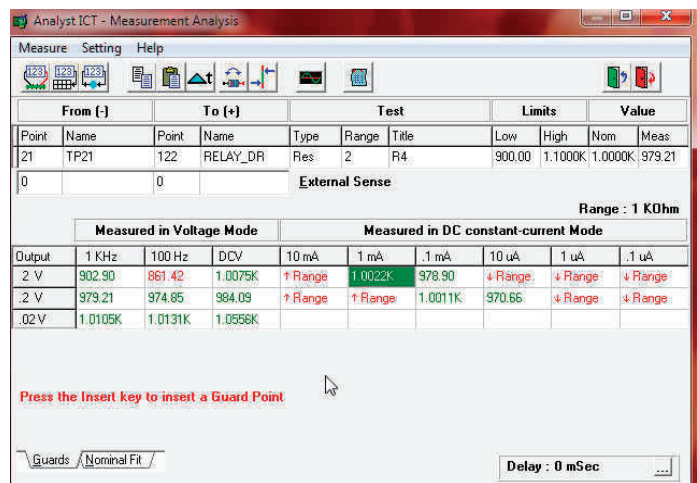 Analyst ICT - Measurement Analysis
Measure Setting Help
123 123 123 Δt
From (-) To (+) Test Limits Value
Point Name Point Name Type Range Title Low High Nom Meas
21 TP21 122 RELAY_DR Res 2 R4 900.00 1.1000K 1.0000K 979.21
0 0 External Sense
Range : 1 KOhm
Measured in Voltage Mode Measured in DC constant-current Mode
Output 1 KHz 100 Hz DCV 10 mA 1 mA .1 mA 10 uA 1 uA .1 uA
2 V 902.90 861.42 1.0075K ↑ Range 1.0022K 978.90 ↓ Range ↓ Range ↓ Range
.2 V 979.21 974.85 984.09 ↑ Range ↑ Range 1.0011K 970.66 ↓ Range ↓ Range
.02 V 1.0105K 1.0131K 1.0556K
Press the Insert key to insert a Guard Point
Guards Nominal Fit
Delay : 0 mSec ...